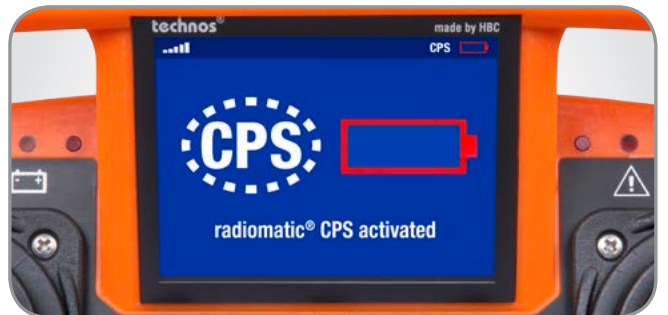 technos®
made by HBC
CPS
CPS
radiomatic® CPS activated